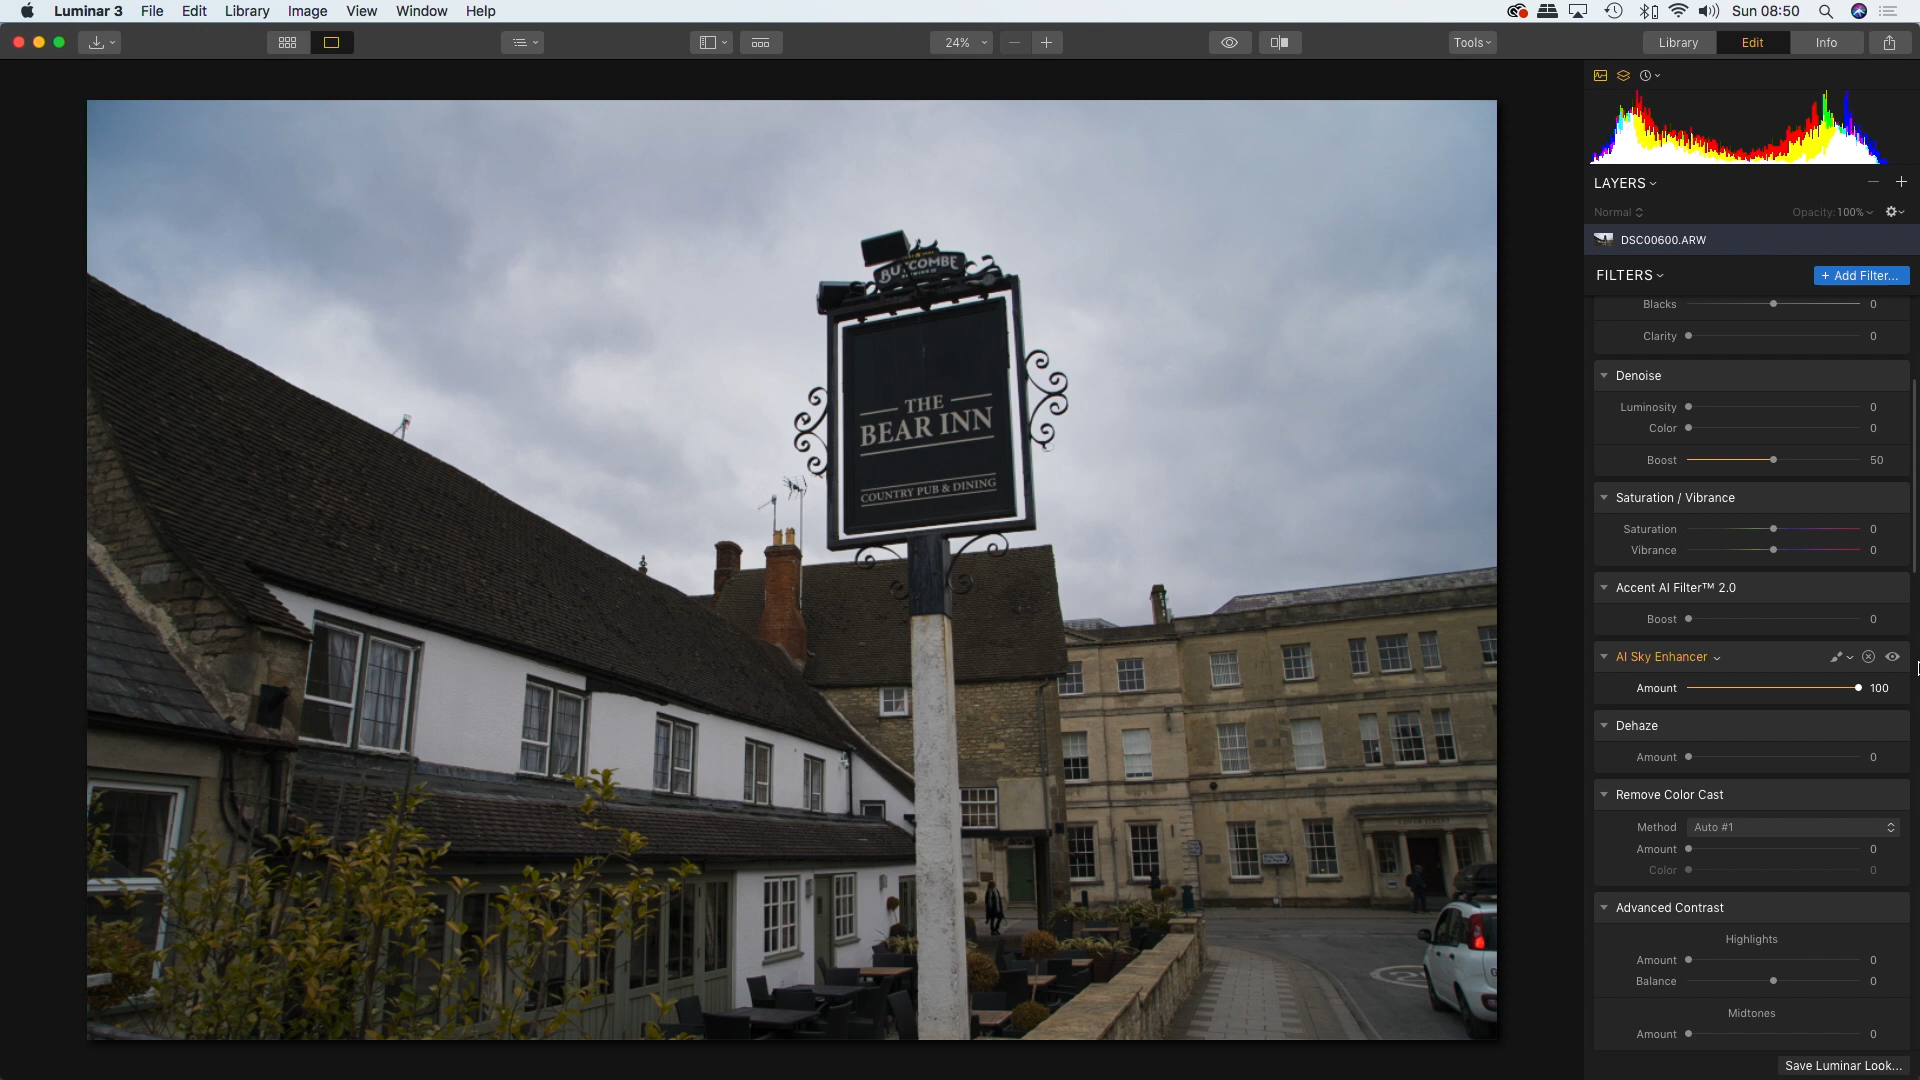 Luminar 3 File Edit Library Image View Window Help
Sun 08:50
24%
Tools
Library Edit Info
LAYERS
Normal Opacity: 100%
DSC00600.ARW
FILTERS + Add Filter...
Blacks 0
Clarity 0
Denoise
Luminosity 0
Color 0
Boost 50
Saturation / Vibrance
Saturation 0
Vibrance 0
Accent AI Filter™ 2.0
Boost 0
AI Sky Enhancer
Amount 100
Dehaze
Amount 0
Remove Color Cast
Method Auto #1
Amount 0
Color 0
Advanced Contrast
Highlights
Amount 0
Balance 0
Midtones
Amount 0
Save Luminar Look...
BUTCOMBE
THE
BEAR INN
COUNTRY PUB & DINING